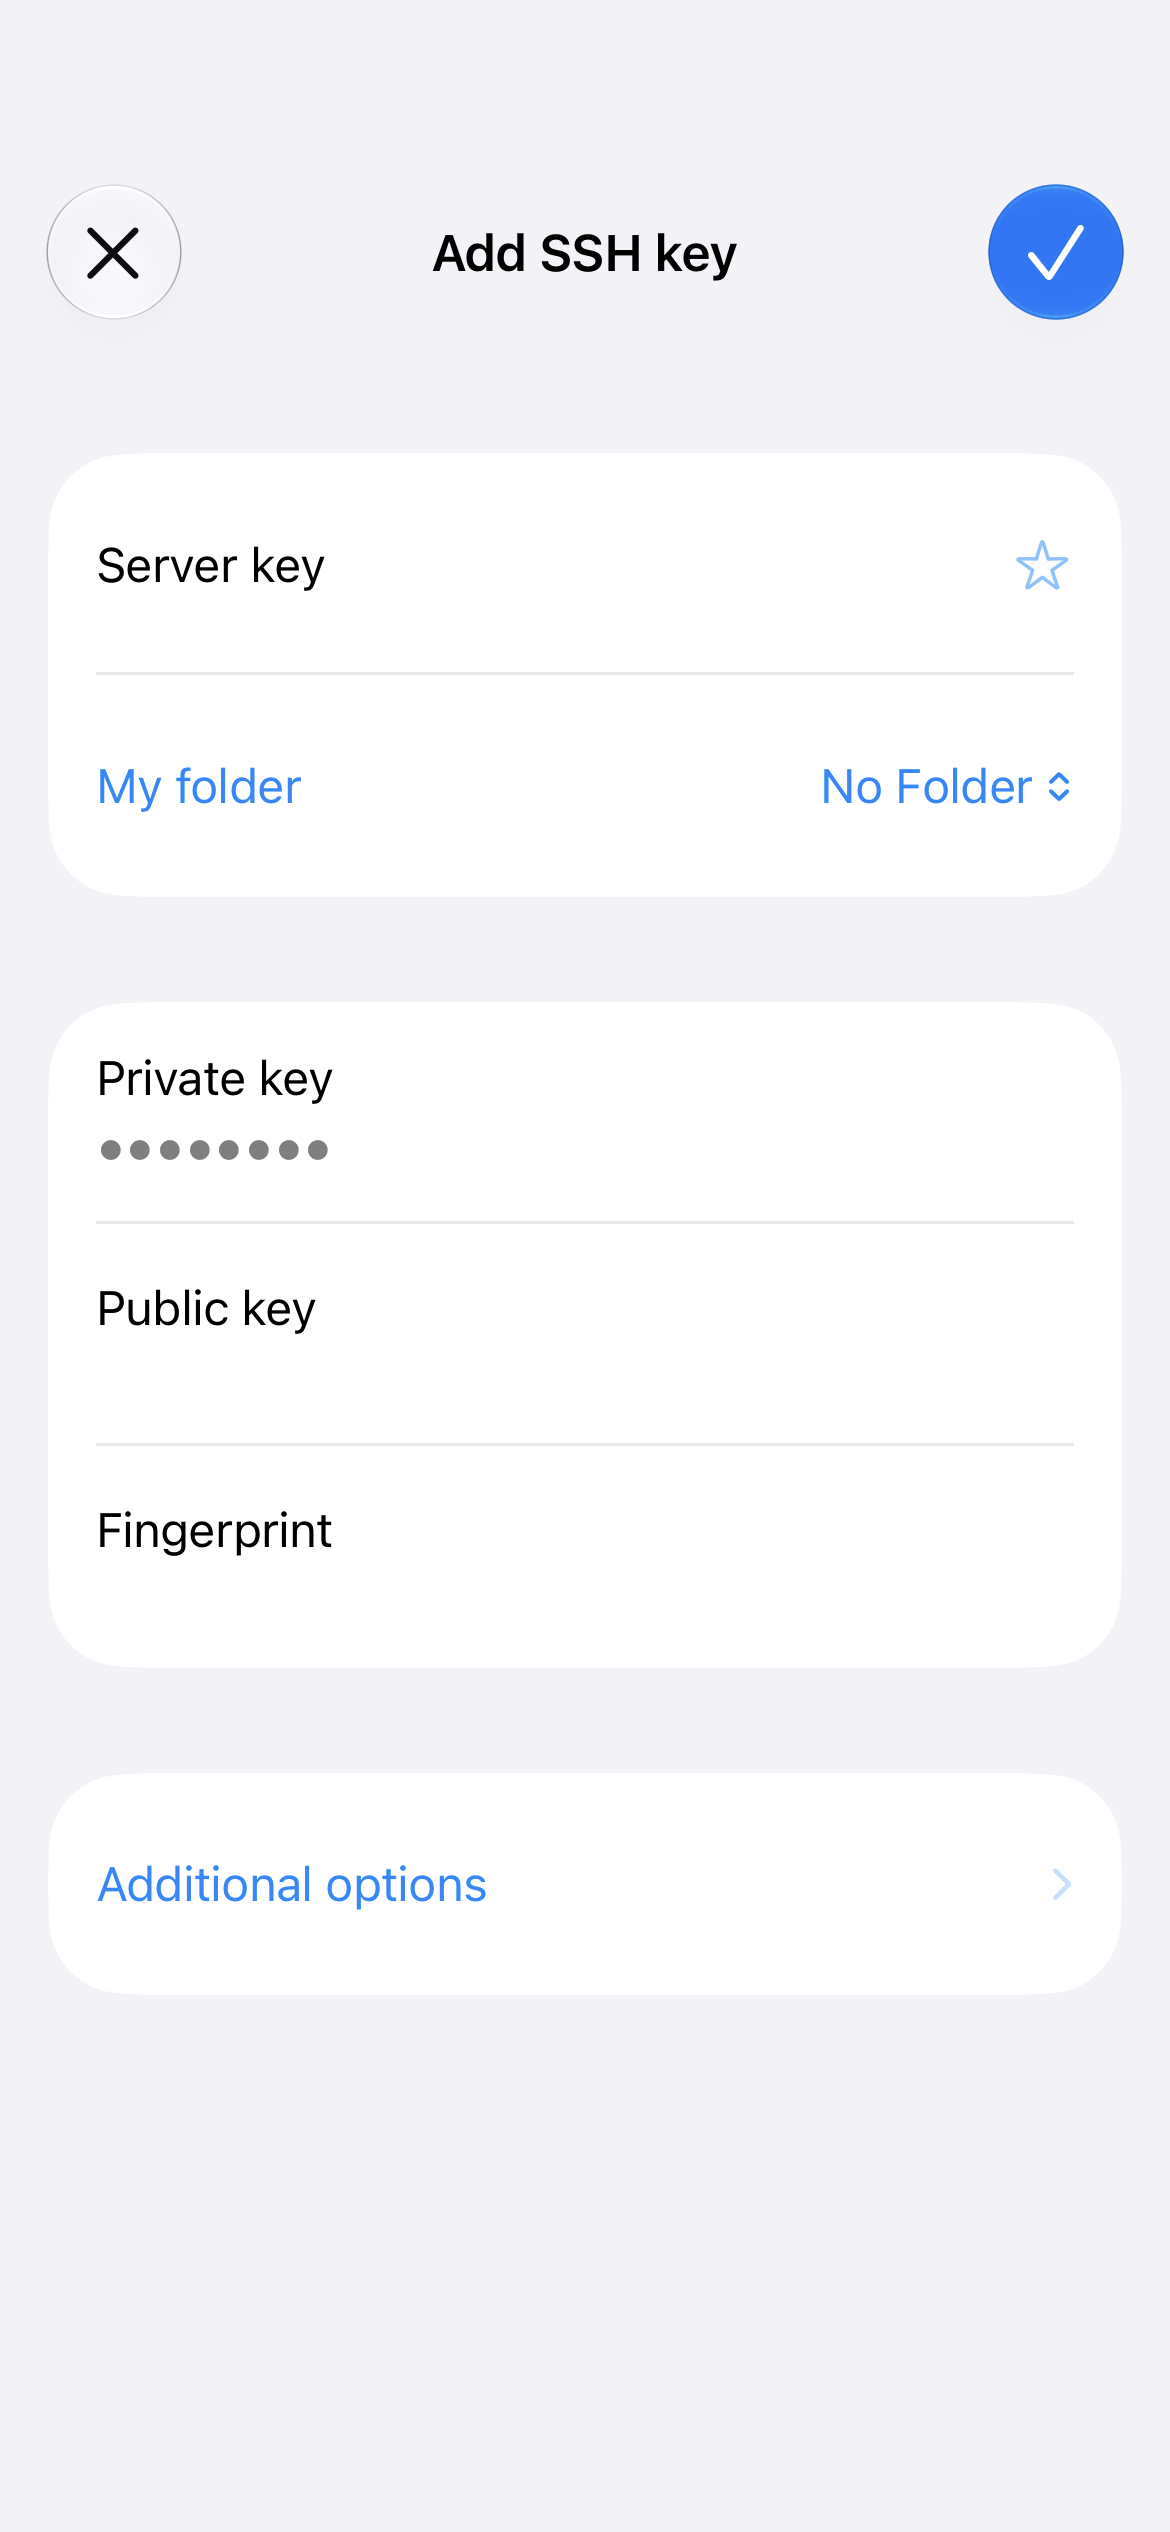 Add SSH key
Server key
My folder
No Folder
Private key
••••••••
Public key
Fingerprint
Additional options